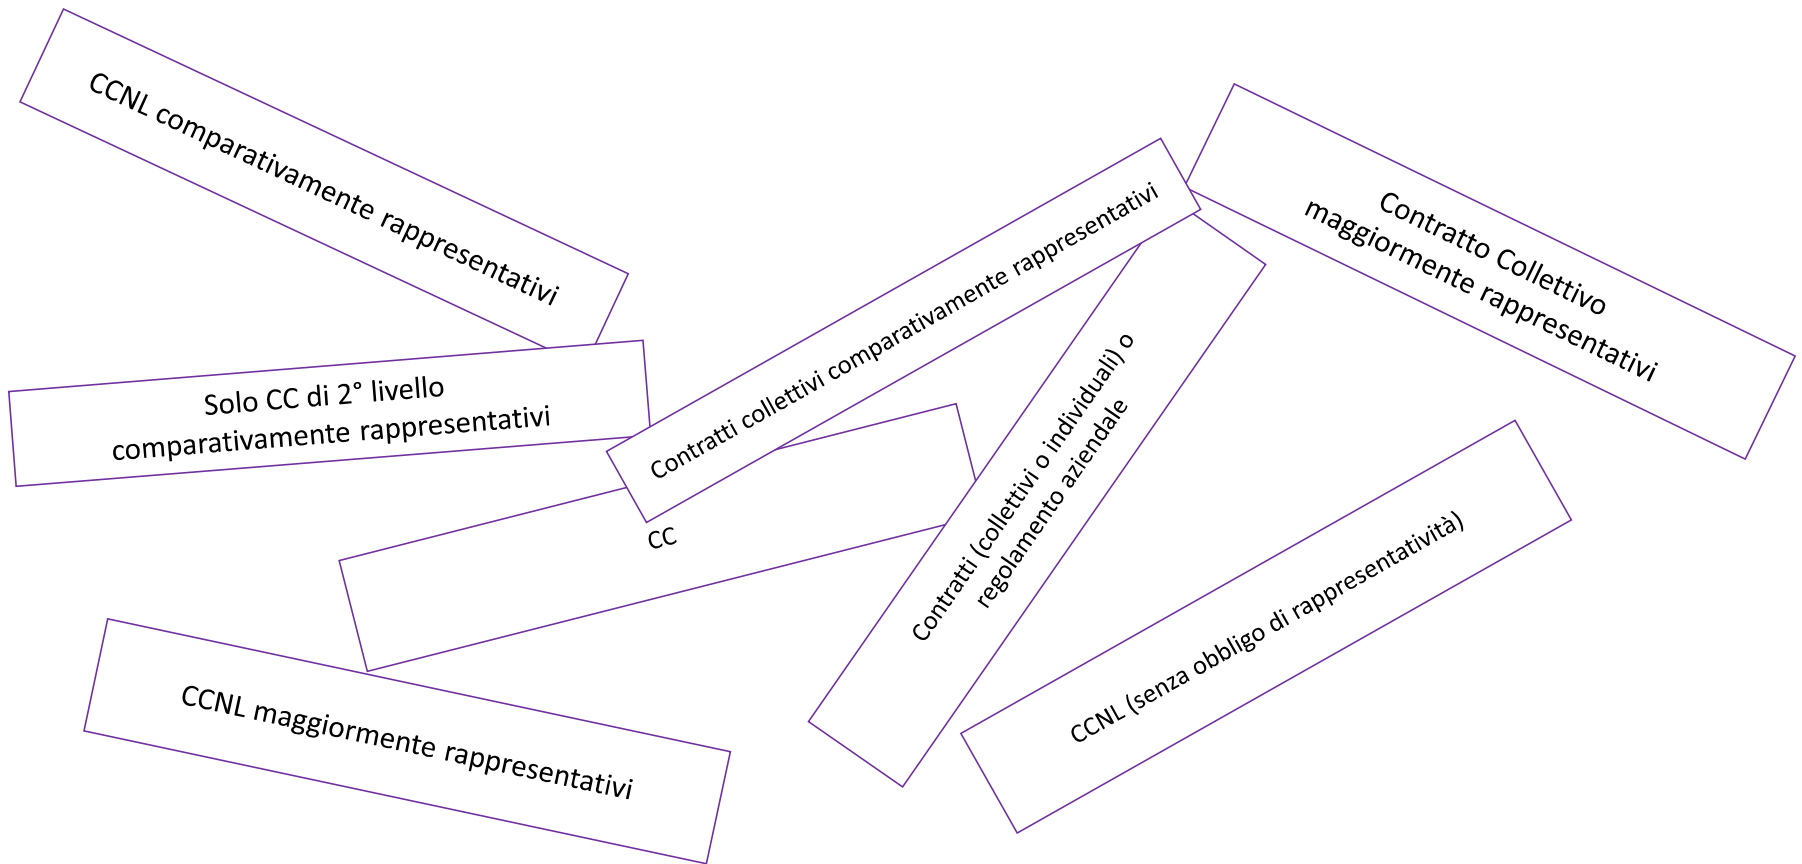 CCNL comparativamente rappresentativi
Contratto Collettivo
maggiormente rappresentativi
Contratti collettivi comparativamente rappresentativi
Solo CC di 2° livello
comparativamente rappresentativi
CC
Contratti (collettivi o individuali) o
regolamento aziendale
CCNL (senza obbligo di rappresentatività)
CCNL maggiormente rappresentativi